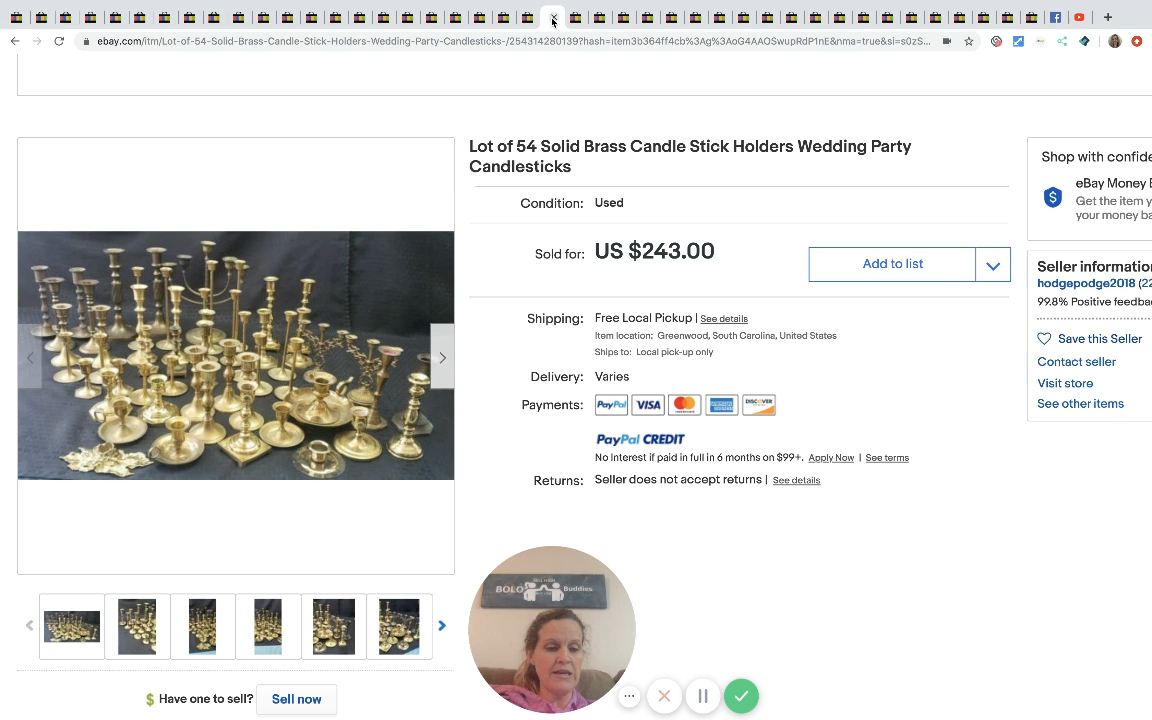 ebay.com/itm/Lot-of-54-Solid-Brass-Candle-Stick-Holders-Wedding-Party-Candlesticks-/254314280139?hash=item3b364ff4cb%3Ag%3AoG4AAOSwupRdP1nE&nma=true&si=s0zS...
Lot of 54 Solid Brass Candle Stick Holders Wedding Party
Candlesticks
Condition: Used
Sold for: US $243.00
Add to list
Shipping: Free Local Pickup | See details
Item location: Greenwood, South Carolina, United States
Ships to: Local pick-up only
Delivery: Varies
Payments: PayPal VISA MasterCard AMERICAN EXPRESS DISCOVER
PayPal CREDIT
No Interest if paid in full in 6 months on $99+. Apply Now | See terms
Returns: Seller does not accept returns | See details
Shop with confide
eBay Money B
Get the item y
your money ba
Seller informatio
hodgepodge2018 (22
99.8% Positive feedba
Save this Seller
Contact seller
Visit store
See other items
BOLO Buddies
Have one to sell? Sell now